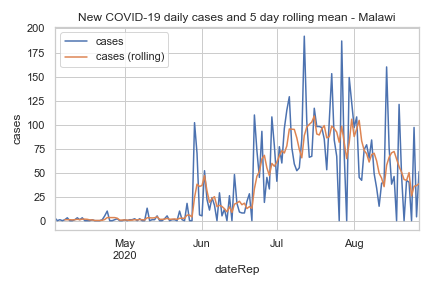 New COVID-19 daily cases and 5 day rolling mean - Malawi
cases
cases (rolling)
200
175
150
125
100
75
50
25
0
cases
May
2020
Jun
Jul
Aug
dateRep